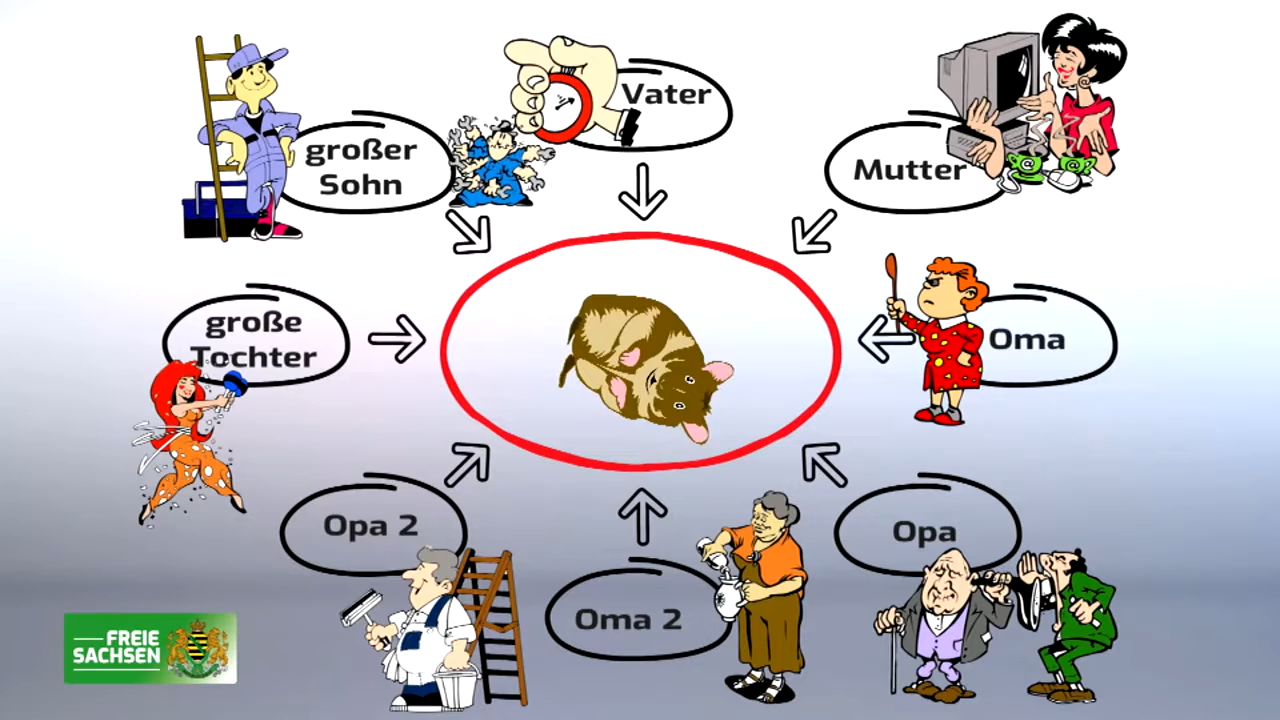 Vater
großer
Sohn
Mutter
große
Tochter
Oma
Opa 2
Opa
Oma 2
FREIE
SACHSEN